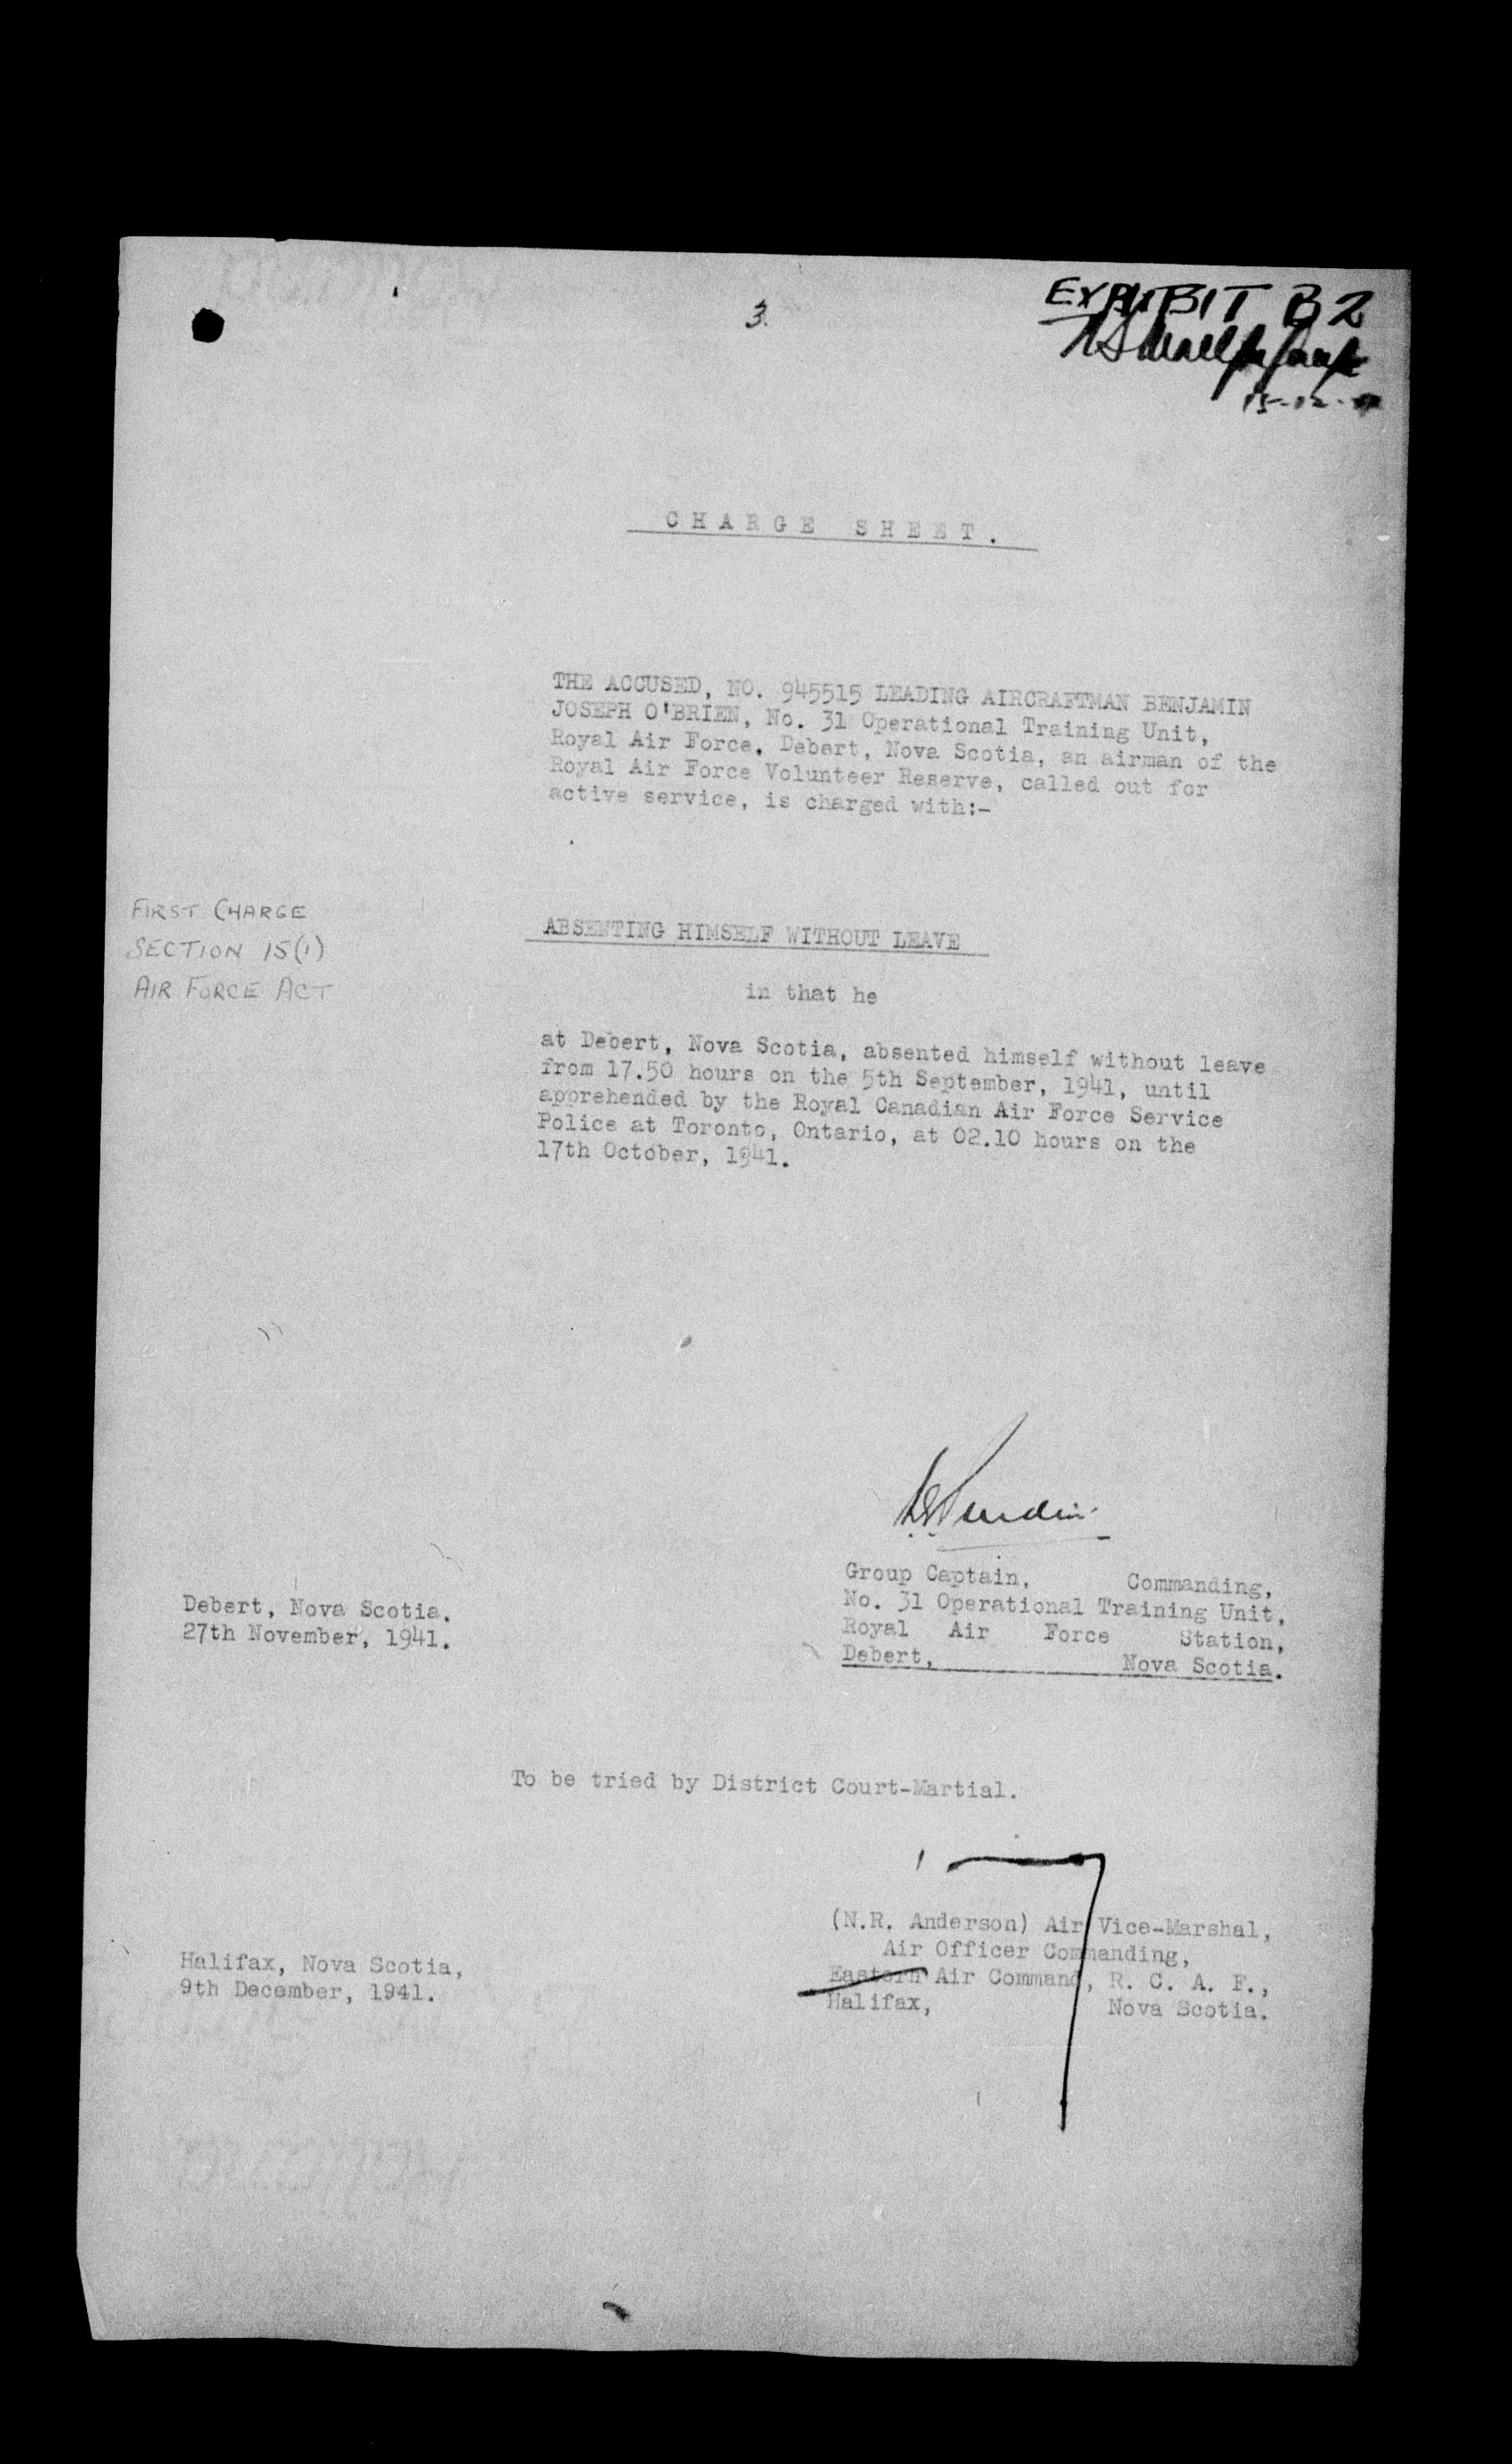 3.
EXHIBIT B2
15-12-
CHARGE SHEET.
THE ACCUSED, NO. 945515 LEADING AIRCRAFTMAN BENJAMIN
JOSEPH O'BRIEN, No. 31 Operational Training Unit,
Royal Air Force, Debert, Nova Scotia, an airman of the
Royal Air Force Volunteer Reserve, called out for
active service, is charged with:-
FIRST CHARGE
SECTION 15(1)
AIR FORCE ACT
ABSENTING HIMSELF WITHOUT LEAVE
in that he
at Debert, Nova Scotia, absented himself without leave
from 17.50 hours on the 5th September, 1941, until
apprehended by the Royal Canadian Air Force Service
Police at Toronto, Ontario, at 02.10 hours on the
17th October, 1941.
Group Captain, Commanding,
No. 31 Operational Training Unit,
Royal Air Force Station,
Debert, Nova Scotia.
Debert, Nova Scotia.
27th November, 1941.
To be tried by District Court-Martial.
(N.R. Anderson) Air Vice-Marshal,
Air Officer Commanding,
Eastern Air Command, R. C. A. F.,
Halifax, Nova Scotia.
Halifax, Nova Scotia,
9th December, 1941.